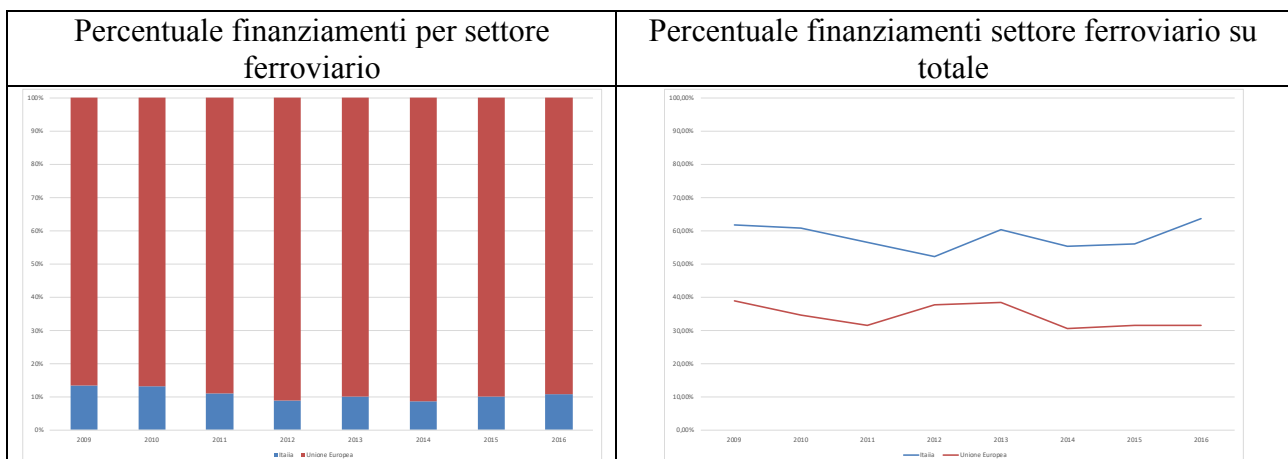 Percentuale finanziamenti per settore
ferroviario
Percentuale finanziamenti settore ferroviario su
totale
100%
90%
80%
70%
60%
50%
40%
30%
20%
10%
0%
2009 2010 2011 2012 2013 2014 2015 2016
Italia Unione Europea
100,00%
90,00%
80,00%
70,00%
60,00%
50,00%
40,00%
30,00%
20,00%
10,00%
0,00%
2009 2010 2011 2012 2013 2014 2015 2016
Italia Unione Europea